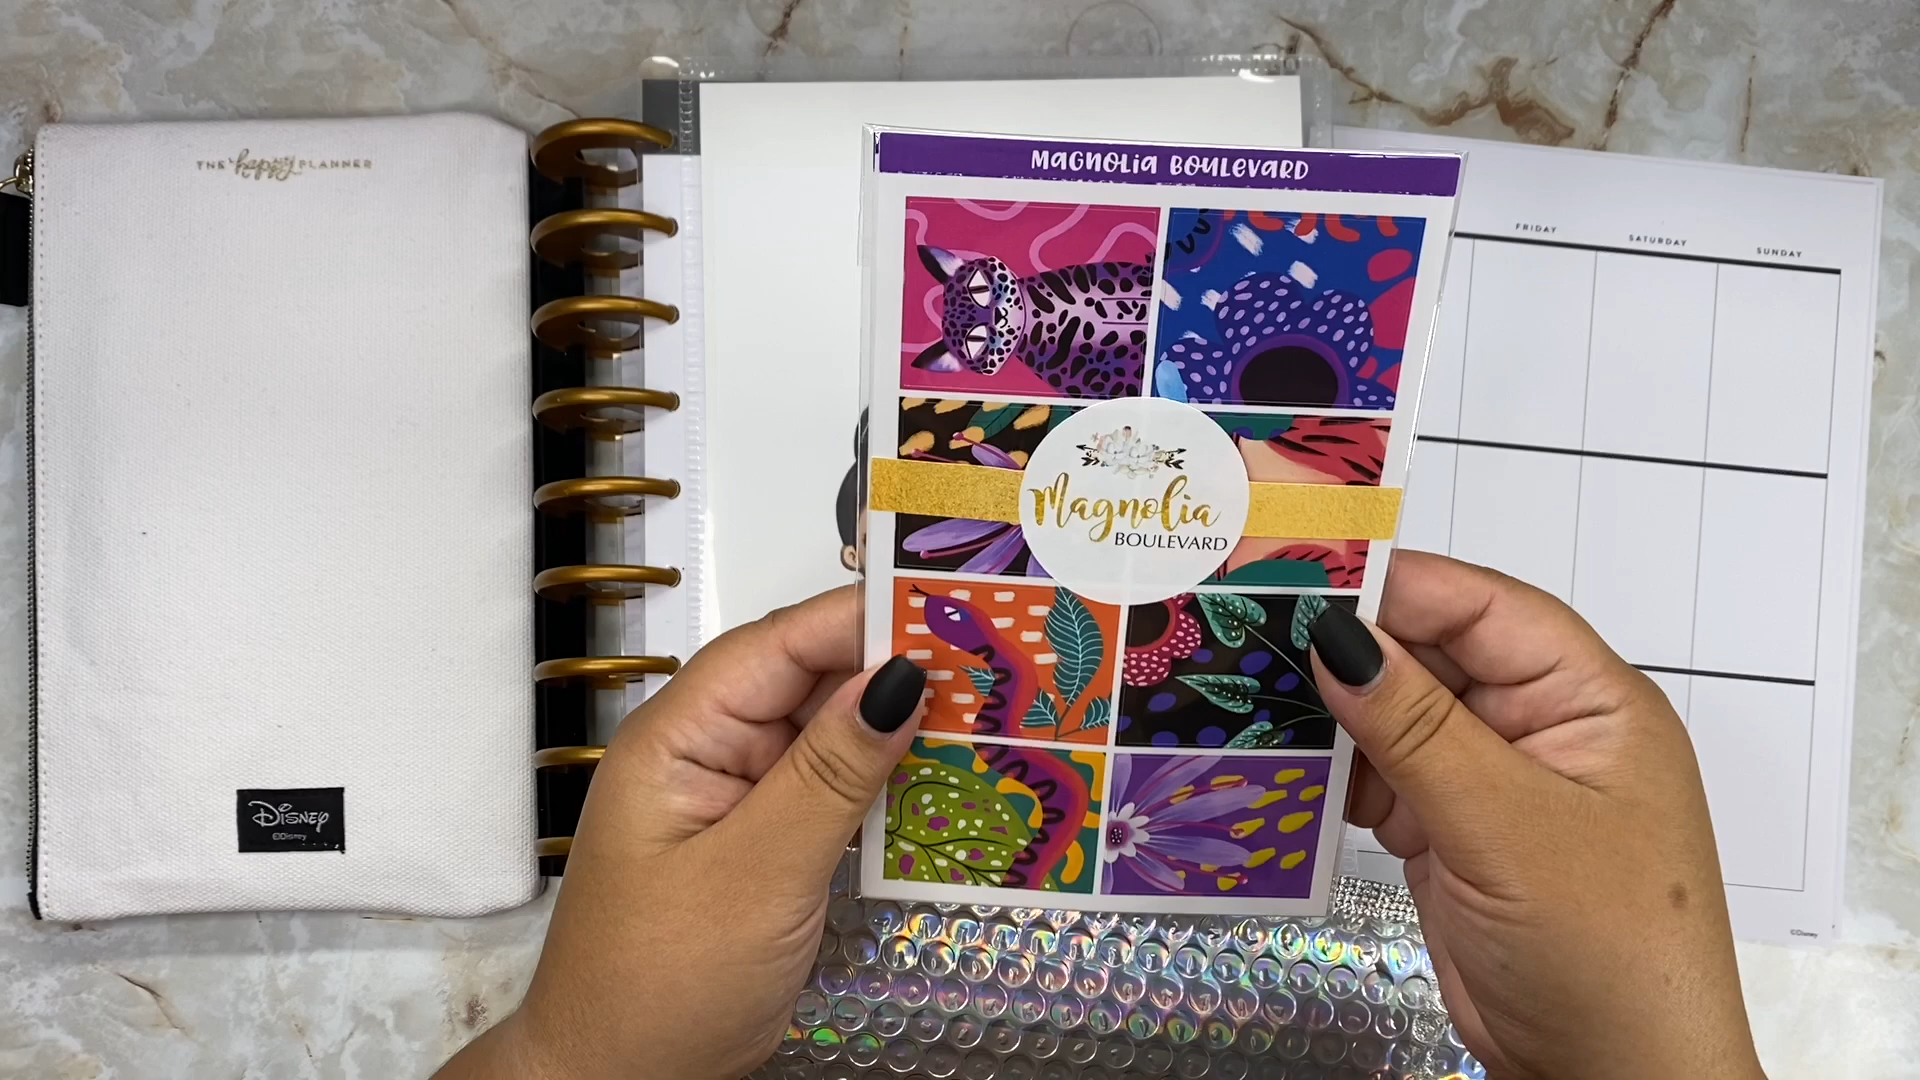 THE happy PLANNER
DISNEY
©Disney
MAGNOLIA BOULEVARD
Magnolia
BOULEVARD
FRIDAY
SATURDAY
SUNDAY
©Disney